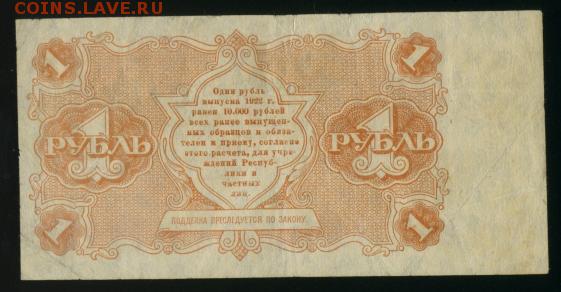 COINS.LAVE.RU
1
1
Один рубль
выпуска 1922 г.
равен 10.000 рублей
всех ранее выпущен-
ных образцов и обяза-
телен к приему, согласно
этого расчета, для учре-
ждений Респуб-
лики и
частных
лиц.
1
РУБЛЬ
1
РУБЛЬ
ПОДДЕЛКА ПРЕСЛЕДУЕТСЯ ПО ЗАКОНУ.
1
1